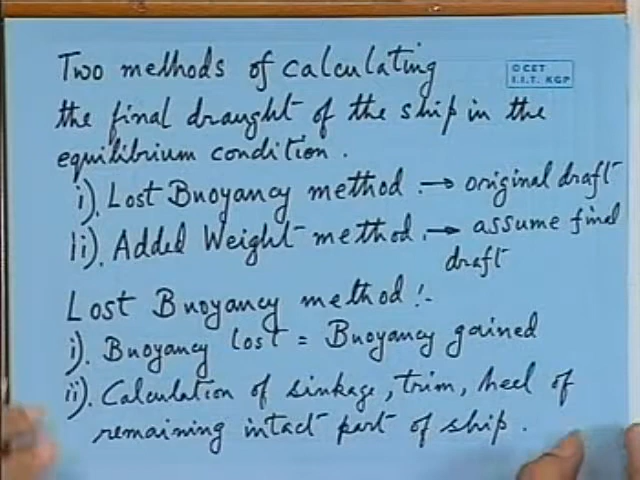 Two methods of calculating
©CET
I.I.T. KGP
the final draught of the ship in the
equilibrium condition.
i). Lost Buoyancy method. → original draft
ii). Added Weight method. → assume final
draft
Lost Buoyancy method:-
i). Buoyancy lost = Buoyancy gained
ii). Calculation of sinkage, trim, heel of
remaining intact part of ship.